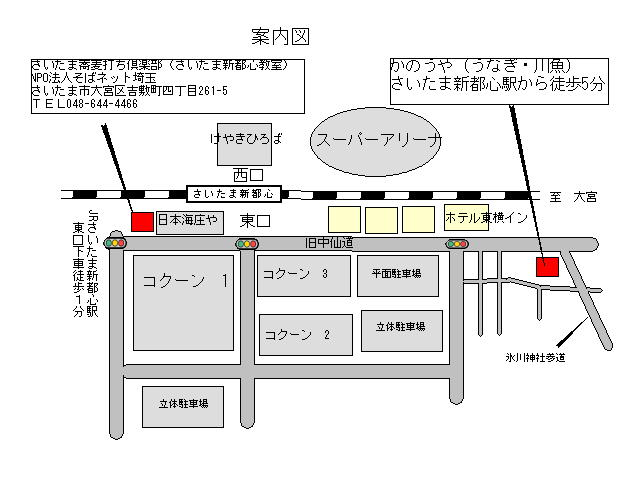 案内図
さいたま蕎麦打ち倶楽部（さいたま新都心教室）
NPO法人そばネット埼玉
さいたま市大宮区吉敷町四丁目261-5
ＴＥＬ048-644-4466
かのうや（うなぎ・川魚）
さいたま新都心駅から徒歩5分
けやきひろば
スーパーアリーナ
西口
さいたま新都心
至　大宮
日本海庄や
東口
ホテル東横イン
旧中仙道
JRさいたま新都心駅
東口下車徒歩１分
コクーン　1
コクーン　3
平面駐車場
コクーン　2
立体駐車場
氷川神社参道
立体駐車場